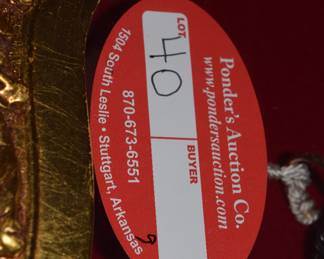 Ponder's Auction Co.
www.pondersauction.com
LOT
40
BUYER
870-673-6551
1504 South Leslie • Stuttgart, Arkansas